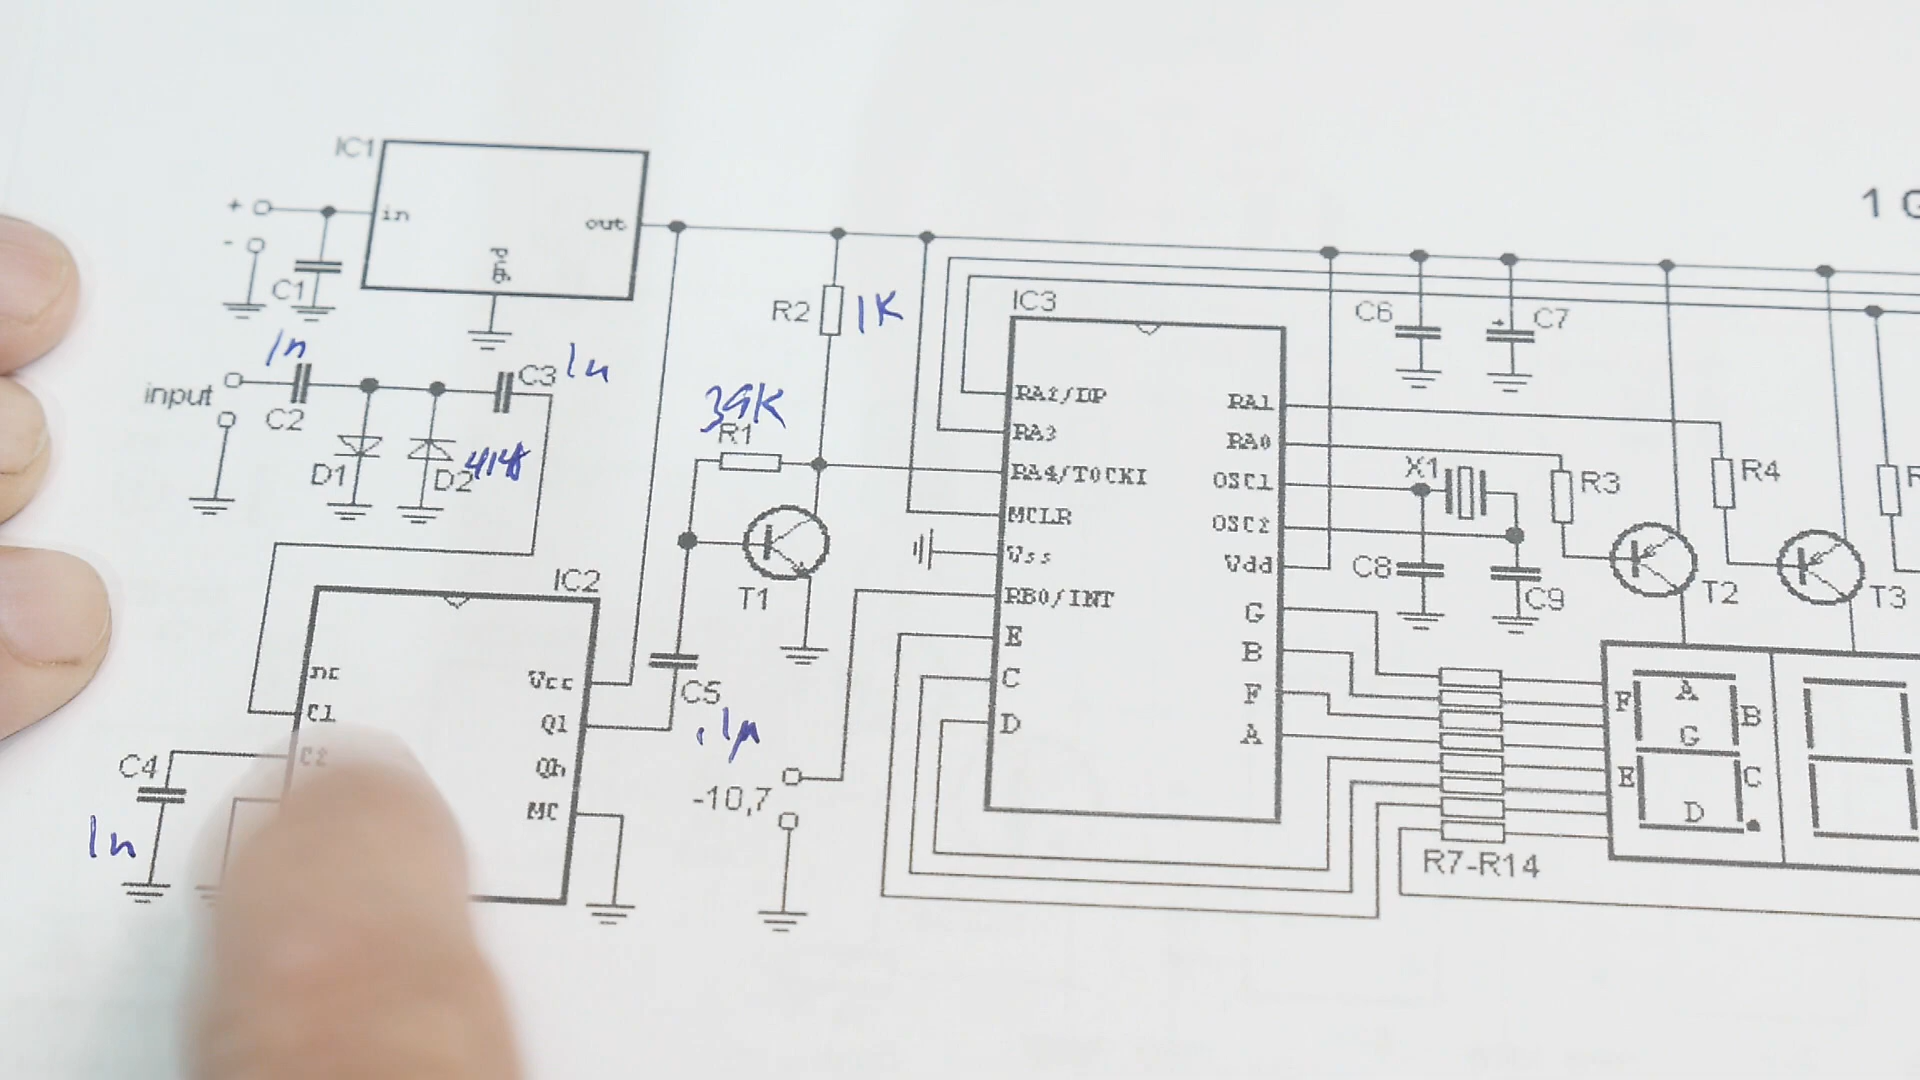 1 G
IC1
+
in
out
-
gnd
C1
1n
C3
1n
input
C2
D1
D2
R2
1K
39K
R1
T1
IC3
RA2/DP
RA3
RA4/T0CKI
MCLR
Vss
RB0/INT
E
C
D
RA1
RA0
OSC1
OSC2
Vdd
G
B
F
A
C6
C7
+
X1
C8
C9
R3
R4
T2
T3
IC2
nc
C1
C2
Vcc
Q1
Qh
MC
C4
1n
C5
.1µ
-10,7
R7-R14
A
F
B
G
E
C
D